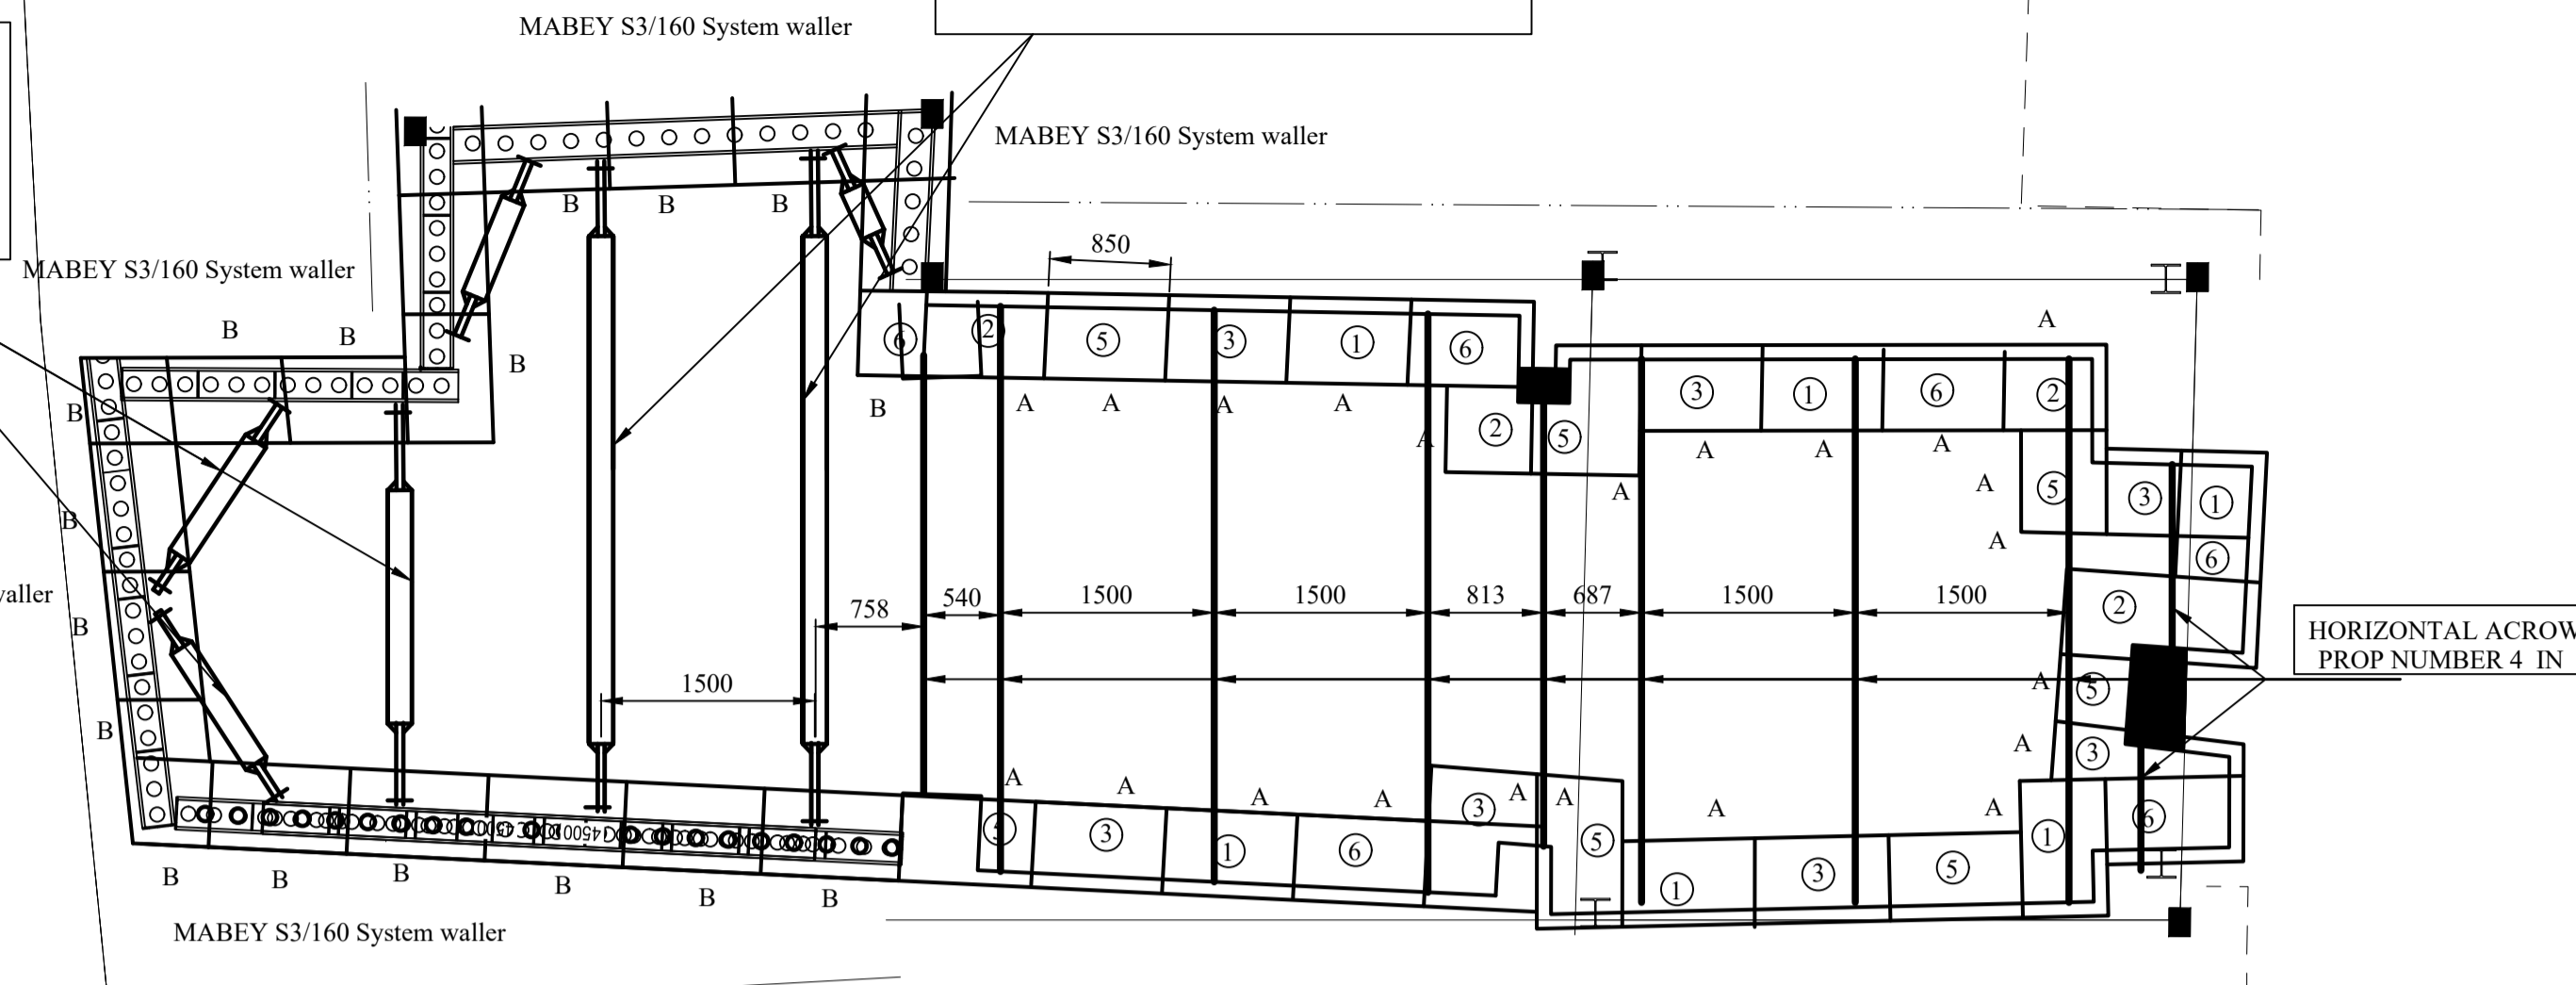 MABEY S3/160 System waller
MABEY S3/160 System waller
MABEY S3/160 System waller
850
A
B B B
B B
B
B
B
A A A A
A
6 2 5 3 1 6
3 1 6 2
2 5
A A A
A
A
5 3 1
A
6
B
waller
B
B
758
540
1500
1500
813
687
1500
1500
2
HORIZONTAL ACROW
PROP NUMBER 4 IN
1500
A
5
A
3
A A A A
A A
A A
3
5 3 1 6
5
1 3 5 1
6
B B B B B B
MABEY S3/160 System waller